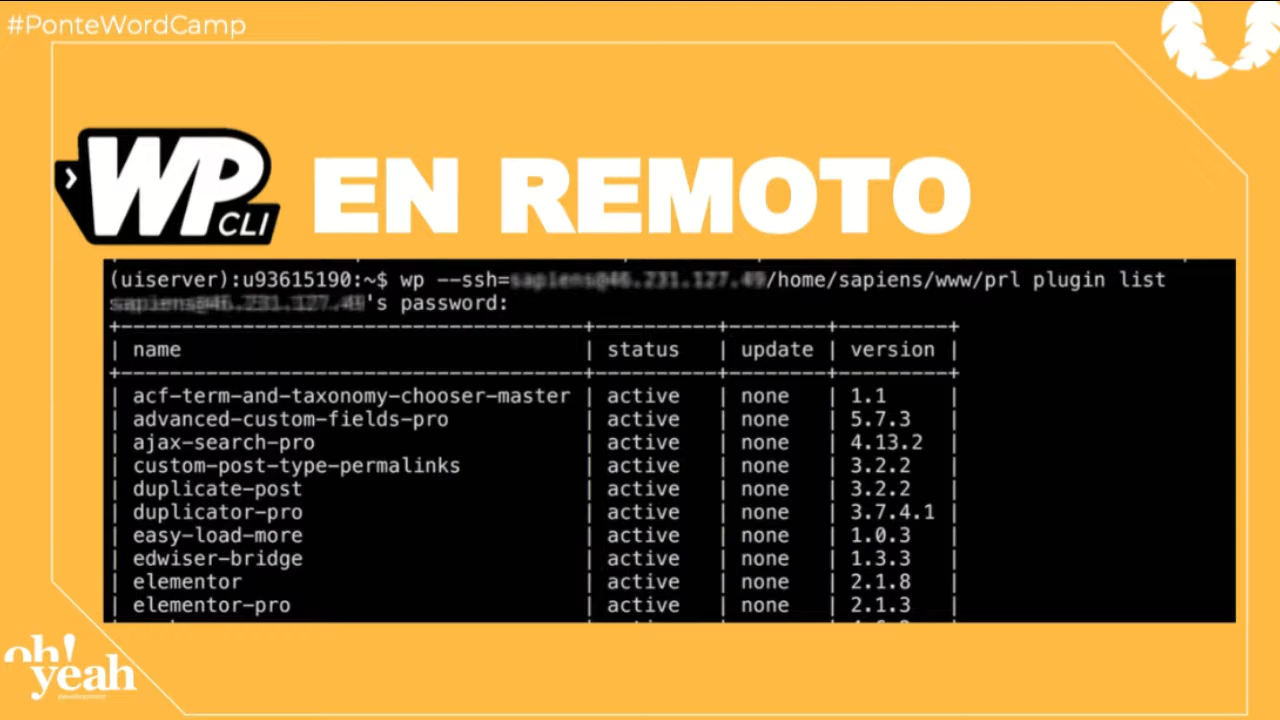 #PonteWordCamp
WP
CLI
EN REMOTO
(uiserver):u93615190:~$ wp --ssh= /home/sapiens/www/prl plugin list
's password:
name | status | update | version
acf-term-and-taxonomy-chooser-master | active | none | 1.1
advanced-custom-fields-pro | active | none | 5.7.3
ajax-search-pro | active | none | 4.13.2
custom-post-type-permalinks | active | none | 3.2.2
duplicate-post | active | none | 3.2.2
duplicator-pro | active | none | 3.7.4.1
easy-load-more | active | none | 1.0.3
edwiser-bridge | active | none | 1.3.3
elementor | active | none | 2.1.8
elementor-pro | active | none | 2.1.3
oh!
yeah